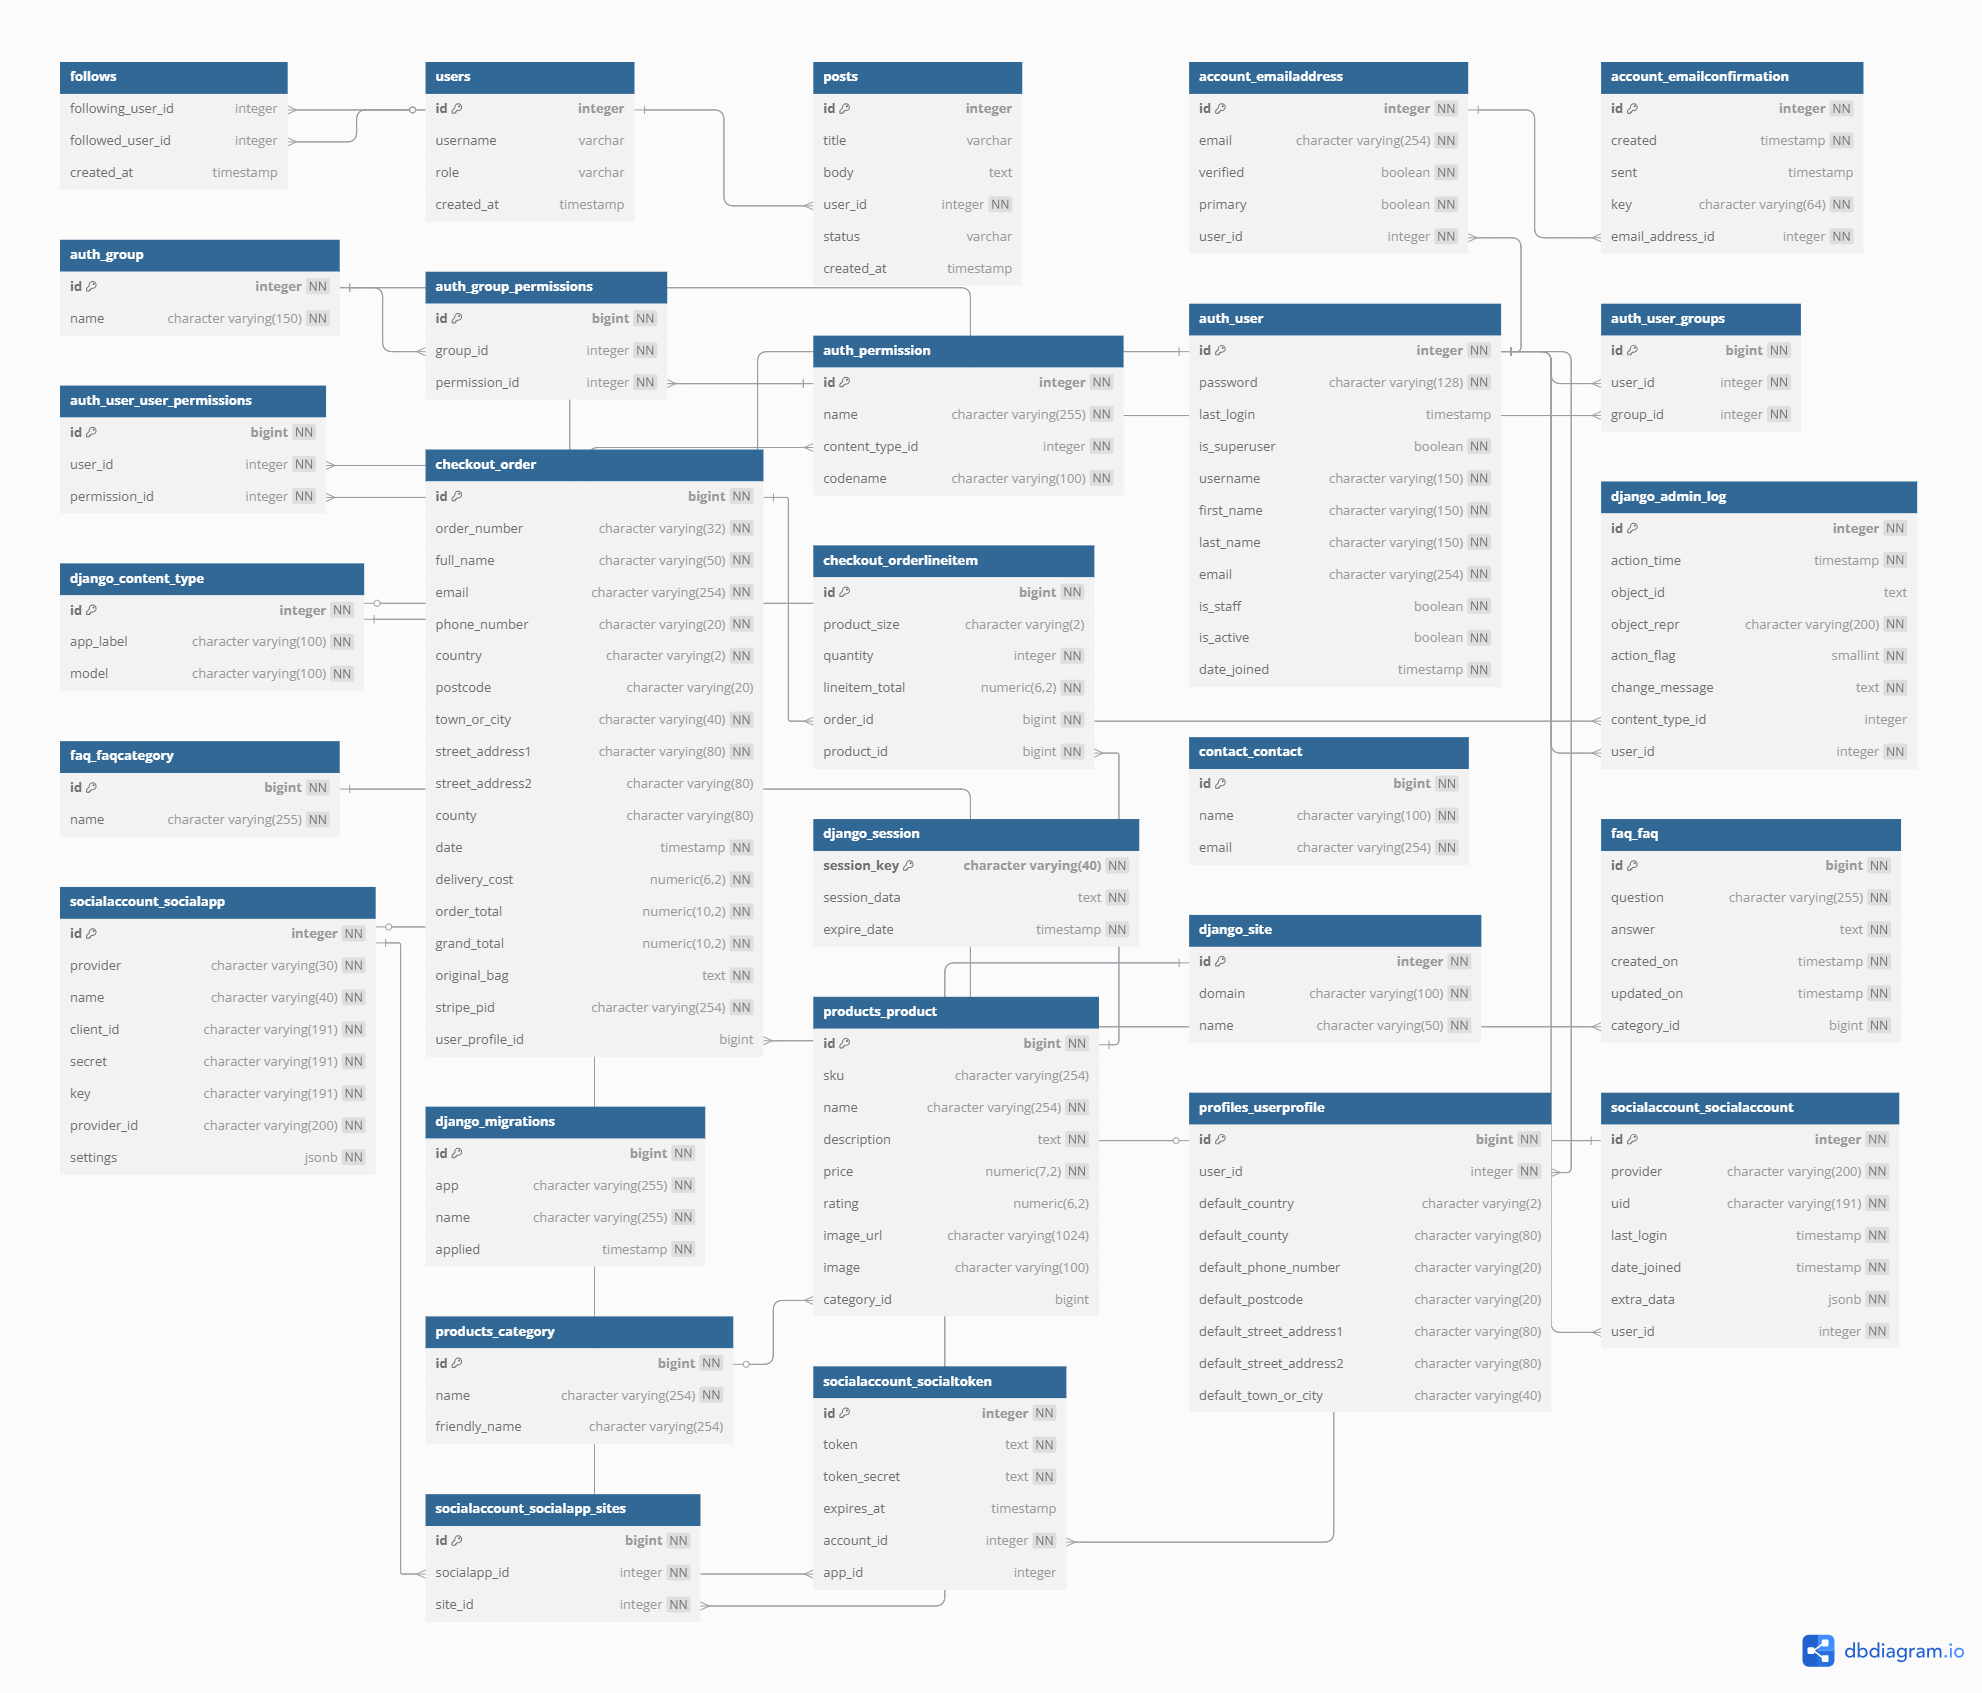 follows
following_user_id integer
followed_user_id integer
created_at timestamp
users
id integer
username varchar
role varchar
created_at timestamp
posts
id integer
title varchar
body text
user_id integer NN
status varchar
created_at timestamp
account_emailaddress
id integer NN
email character varying(254) NN
verified boolean NN
primary boolean NN
user_id integer NN
account_emailconfirmation
id integer NN
created timestamp NN
sent timestamp
key character varying(64) NN
email_address_id integer NN
auth_group
id integer NN
name character varying(150) NN
auth_group_permissions
id bigint NN
group_id integer NN
permission_id integer NN
auth_permission
id integer NN
name character varying(255) NN
content_type_id integer NN
codename character varying(100) NN
auth_user
id integer NN
password character varying(128) NN
last_login timestamp
is_superuser boolean NN
username character varying(150) NN
first_name character varying(150) NN
last_name character varying(150) NN
email character varying(254) NN
is_staff boolean NN
is_active boolean NN
date_joined timestamp NN
auth_user_groups
id bigint NN
user_id integer NN
group_id integer NN
auth_user_user_permissions
id bigint NN
user_id integer NN
permission_id integer NN
checkout_order
id bigint NN
order_number character varying(32) NN
full_name character varying(50) NN
email character varying(254) NN
phone_number character varying(20) NN
country character varying(2) NN
postcode character varying(20)
town_or_city character varying(40) NN
street_address1 character varying(80) NN
street_address2 character varying(80)
county character varying(80)
date timestamp NN
delivery_cost numeric(6,2) NN
order_total numeric(10,2) NN
grand_total numeric(10,2) NN
original_bag text NN
stripe_pid character varying(254) NN
user_profile_id bigint
checkout_orderlineitem
id bigint NN
product_size character varying(2)
quantity integer NN
lineitem_total numeric(6,2) NN
order_id bigint NN
product_id bigint NN
django_admin_log
id integer NN
action_time timestamp NN
object_id text
object_repr character varying(200) NN
action_flag smallint NN
change_message text NN
content_type_id integer
user_id integer NN
django_content_type
id integer NN
app_label character varying(100) NN
model character varying(100) NN
contact_contact
id bigint NN
name character varying(100) NN
email character varying(254) NN
faq_faqcategory
id bigint NN
name character varying(255) NN
django_session
session_key character varying(40) NN
session_data text NN
expire_date timestamp NN
faq_faq
id bigint NN
question character varying(255) NN
answer text NN
created_on timestamp NN
updated_on timestamp NN
category_id bigint NN
socialaccount_socialapp
id integer NN
provider character varying(30) NN
name character varying(40) NN
client_id character varying(191) NN
secret character varying(191) NN
key character varying(191) NN
provider_id character varying(200) NN
settings jsonb NN
django_site
id integer NN
domain character varying(100) NN
name character varying(50) NN
products_product
id bigint NN
sku character varying(254)
name character varying(254) NN
description text NN
price numeric(7,2) NN
rating numeric(6,2)
image_url character varying(1024)
image character varying(100)
category_id bigint
profiles_userprofile
id bigint NN
user_id integer NN
default_country character varying(2)
default_county character varying(80)
default_phone_number character varying(20)
default_postcode character varying(20)
default_street_address1 character varying(80)
default_street_address2 character varying(80)
default_town_or_city character varying(40)
socialaccount_socialaccount
id integer NN
provider character varying(200) NN
uid character varying(191) NN
last_login timestamp NN
date_joined timestamp NN
extra_data jsonb NN
user_id integer NN
django_migrations
id bigint NN
app character varying(255) NN
name character varying(255) NN
applied timestamp NN
products_category
id bigint NN
name character varying(254) NN
friendly_name character varying(254)
socialaccount_socialtoken
id integer NN
token text NN
token_secret text NN
expires_at timestamp
account_id integer NN
app_id integer
socialaccount_socialapp_sites
id bigint NN
socialapp_id integer NN
site_id integer NN
dbdiagram.io